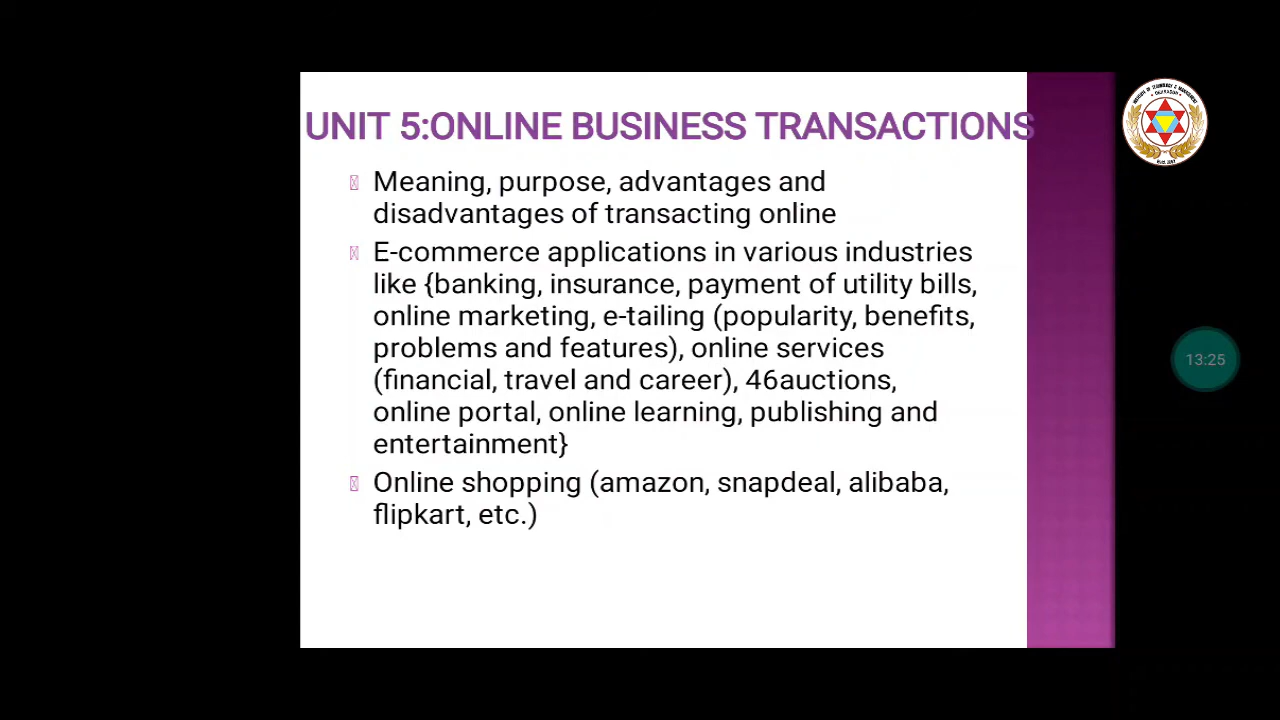 UNIT 5:ONLINE BUSINESS TRANSACTIONS
Meaning, purpose, advantages and
disadvantages of transacting online
E-commerce applications in various industries
like {banking, insurance, payment of utility bills,
online marketing, e-tailing (popularity, benefits,
problems and features), online services
(financial, travel and career), 46auctions,
online portal, online learning, publishing and
entertainment}
Online shopping (amazon, snapdeal, alibaba,
flipkart, etc.)
13:25